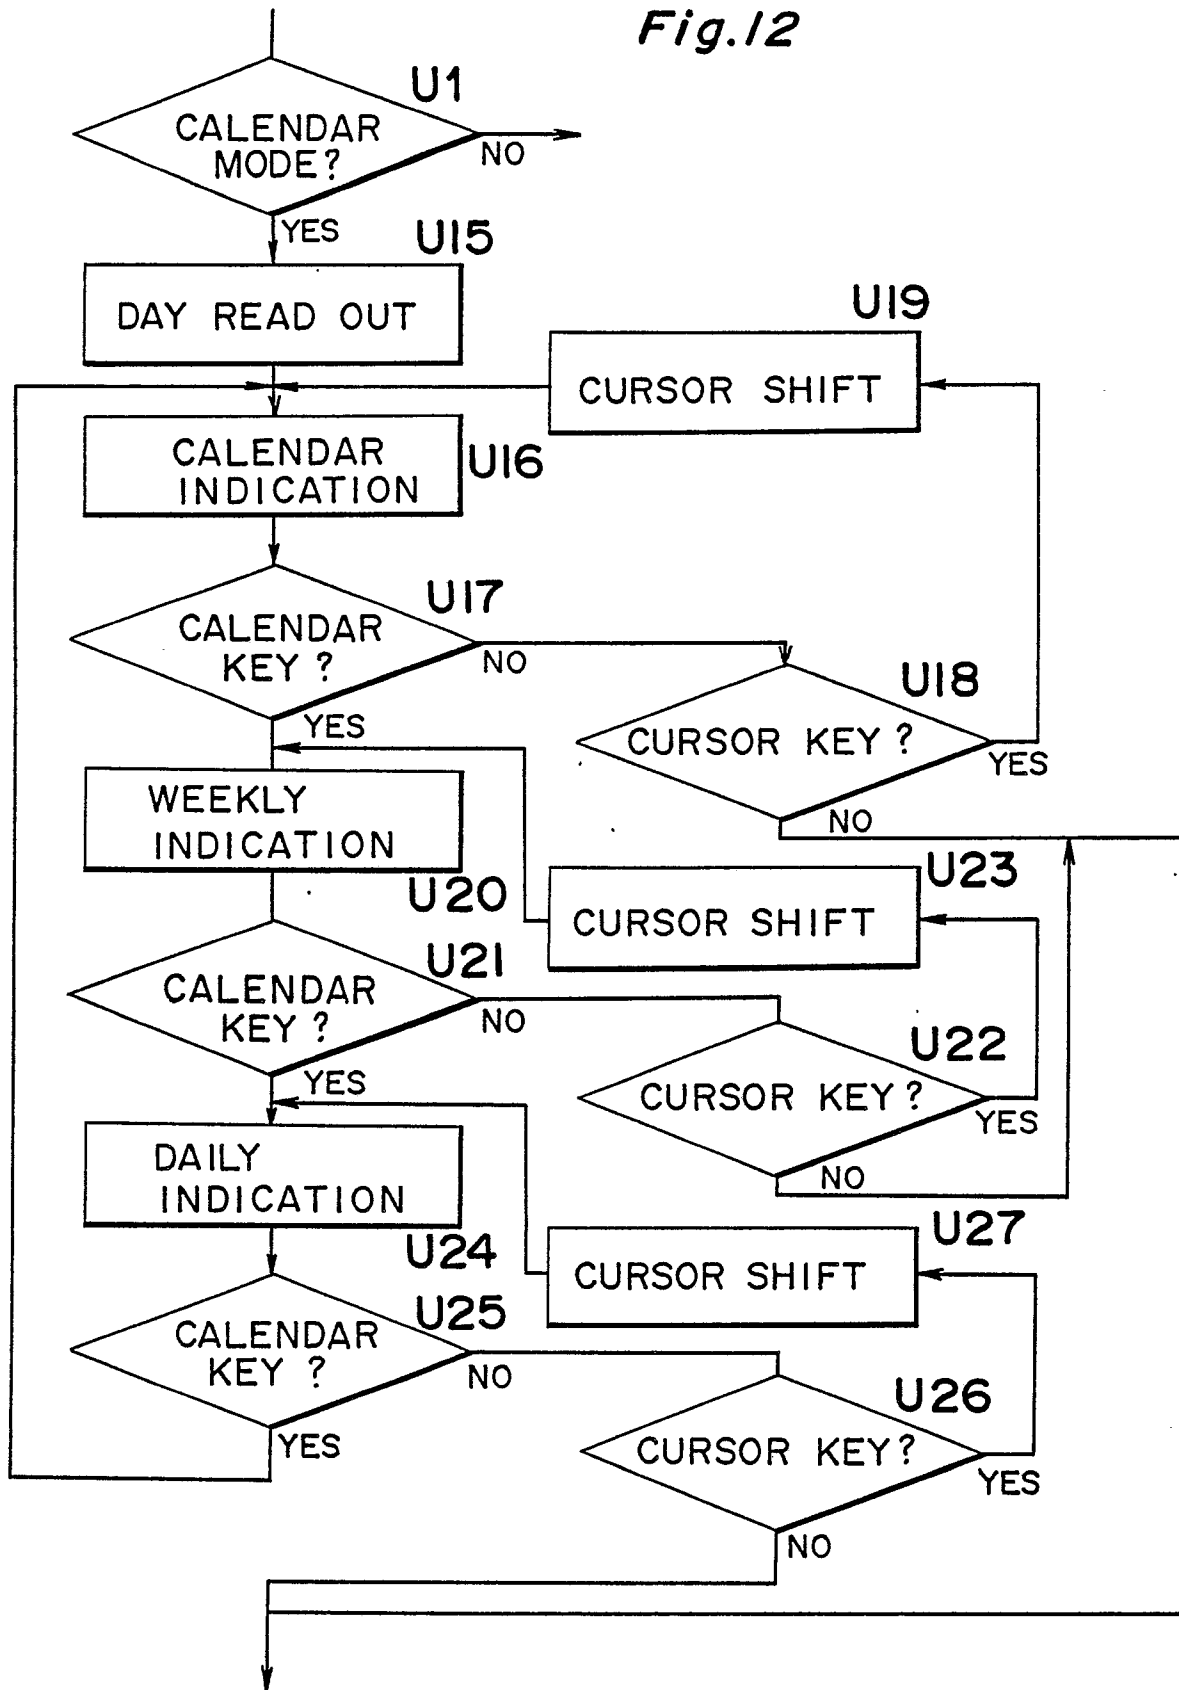 Fig.12
U1
CALENDAR
MODE?
NO
YES
U15
DAY READ OUT
U19
CURSOR SHIFT
CALENDAR
INDICATION
U16
U17
CALENDAR
KEY?
NO
YES
U18
CURSOR KEY?
YES
NO
WEEKLY
INDICATION
U20
U23
CURSOR SHIFT
U21
CALENDAR
KEY?
NO
YES
U22
CURSOR KEY?
YES
NO
DAILY
INDICATION
U24
U27
CURSOR SHIFT
U25
CALENDAR
KEY?
NO
YES
U26
CURSOR KEY?
YES
NO